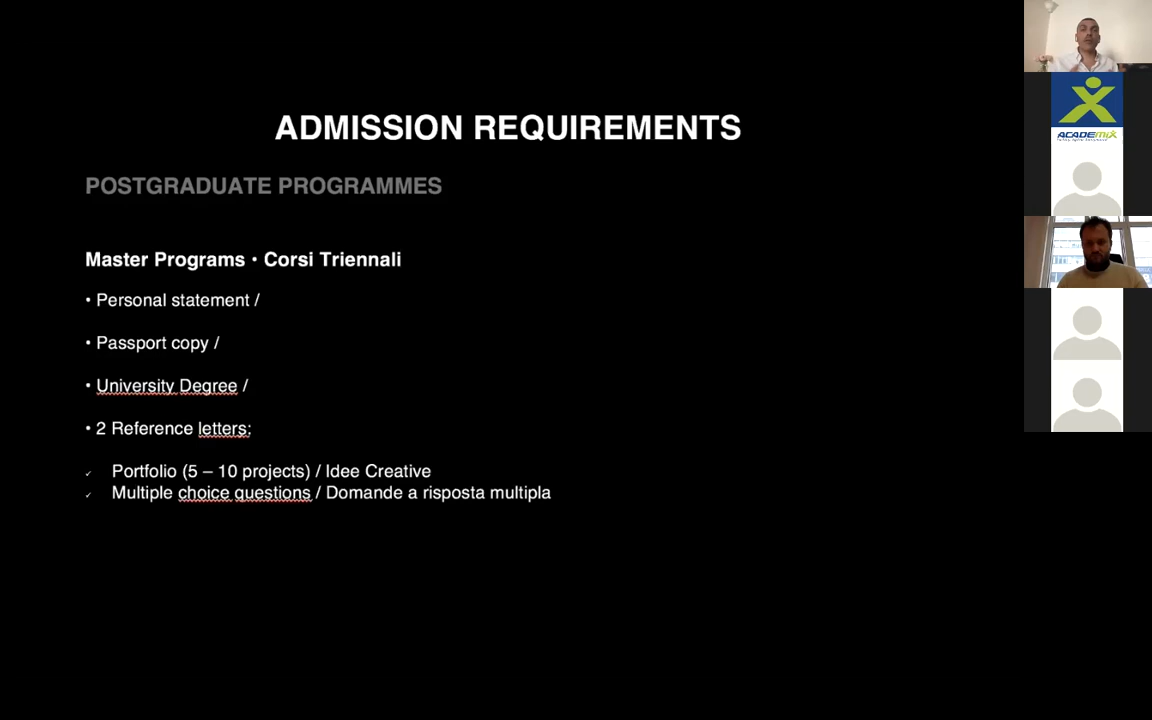 ADMISSION REQUIREMENTS
POSTGRADUATE PROGRAMMES
Master Programs • Corsi Triennali
• Personal statement /
• Passport copy /
• University Degree /
• 2 Reference letters:
✓ Portfolio (5 – 10 projects) / Idee Creative
✓ Multiple choice questions / Domande a risposta multipla
ACADEMIX